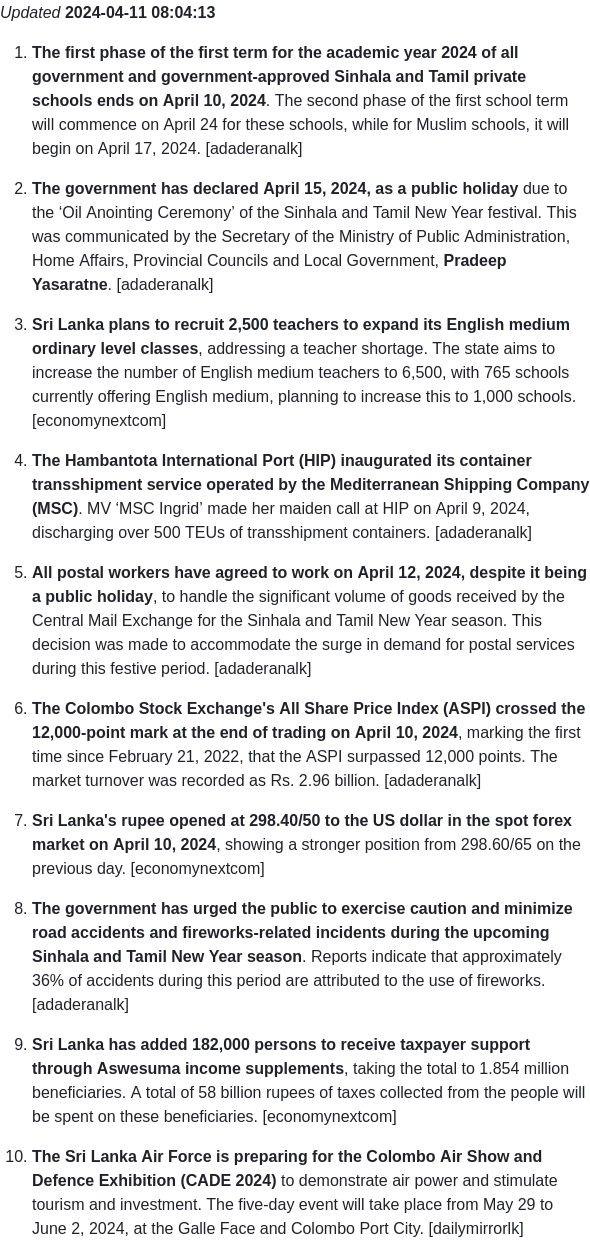 Updated 2024-04-11 08:04:13
1. The first phase of the first term for the academic year 2024 of all
government and government-approved Sinhala and Tamil private
schools ends on April 10, 2024. The second phase of the first school term
will commence on April 24 for these schools, while for Muslim schools, it will
begin on April 17, 2024. [adaderanalk]
2. The government has declared April 15, 2024, as a public holiday due to
the ‘Oil Anointing Ceremony’ of the Sinhala and Tamil New Year festival. This
was communicated by the Secretary of the Ministry of Public Administration,
Home Affairs, Provincial Councils and Local Government, Pradeep
Yasaratne. [adaderanalk]
3. Sri Lanka plans to recruit 2,500 teachers to expand its English medium
ordinary level classes, addressing a teacher shortage. The state aims to
increase the number of English medium teachers to 6,500, with 765 schools
currently offering English medium, planning to increase this to 1,000 schools.
[economynextcom]
4. The Hambantota International Port (HIP) inaugurated its container
transshipment service operated by the Mediterranean Shipping Company
(MSC). MV ‘MSC Ingrid’ made her maiden call at HIP on April 9, 2024,
discharging over 500 TEUs of transshipment containers. [adaderanalk]
5. All postal workers have agreed to work on April 12, 2024, despite it being
a public holiday, to handle the significant volume of goods received by the
Central Mail Exchange for the Sinhala and Tamil New Year season. This
decision was made to accommodate the surge in demand for postal services
during this festive period. [adaderanalk]
6. The Colombo Stock Exchange's All Share Price Index (ASPI) crossed the
12,000-point mark at the end of trading on April 10, 2024, marking the first
time since February 21, 2022, that the ASPI surpassed 12,000 points. The
market turnover was recorded as Rs. 2.96 billion. [adaderanalk]
7. Sri Lanka's rupee opened at 298.40/50 to the US dollar in the spot forex
market on April 10, 2024, showing a stronger position from 298.60/65 on the
previous day. [economynextcom]
8. The government has urged the public to exercise caution and minimize
road accidents and fireworks-related incidents during the upcoming
Sinhala and Tamil New Year season. Reports indicate that approximately
36% of accidents during this period are attributed to the use of fireworks.
[adaderanalk]
9. Sri Lanka has added 182,000 persons to receive taxpayer support
through Aswesuma income supplements, taking the total to 1.854 million
beneficiaries. A total of 58 billion rupees of taxes collected from the people will
be spent on these beneficiaries. [economynextcom]
10. The Sri Lanka Air Force is preparing for the Colombo Air Show and
Defence Exhibition (CADE 2024) to demonstrate air power and stimulate
tourism and investment. The five-day event will take place from May 29 to
June 2, 2024, at the Galle Face and Colombo Port City. [dailymirrorlk]